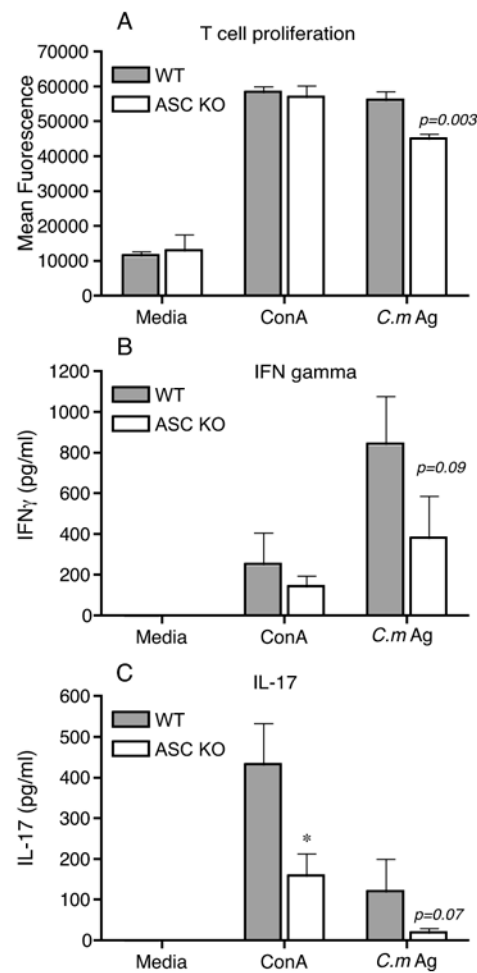 A
T cell proliferation
WT
ASC KO
Mean Fuorescence
70000
60000
50000
40000
30000
20000
10000
0
p=0.003
Media
ConA
C.m Ag
B
IFN gamma
WT
ASC KO
IFNγ (pg/ml)
1200
1000
800
600
400
200
0
p=0.09
Media
ConA
C.m Ag
C
IL-17
WT
ASC KO
IL-17 (pg/ml)
600
500
400
300
200
100
0
*
p=0.07
Media
ConA
C.m Ag